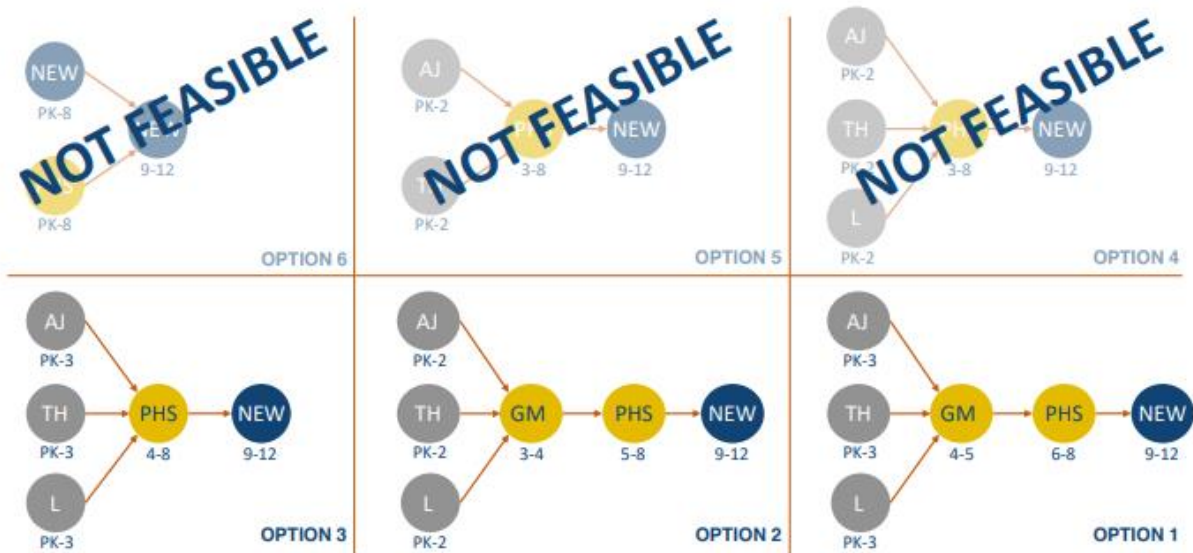 NEW
PK-8
NEW
9-12
PK-8
NOT FEASIBLE
OPTION 6
AJ
PK-2
3-8
NEW
9-12
PK-2
NOT FEASIBLE
OPTION 5
AJ
PK-2
TH
PHS
3-8
NEW
9-12
L
PK-2
NOT FEASIBLE
OPTION 4
AJ
PK-3
TH
PK-3
PHS
4-8
NEW
9-12
L
PK-3
OPTION 3
AJ
PK-2
TH
PK-2
GM
3-4
PHS
5-8
NEW
9-12
L
PK-2
OPTION 2
AJ
PK-3
TH
PK-3
GM
4-5
PHS
6-8
NEW
9-12
L
PK-3
OPTION 1